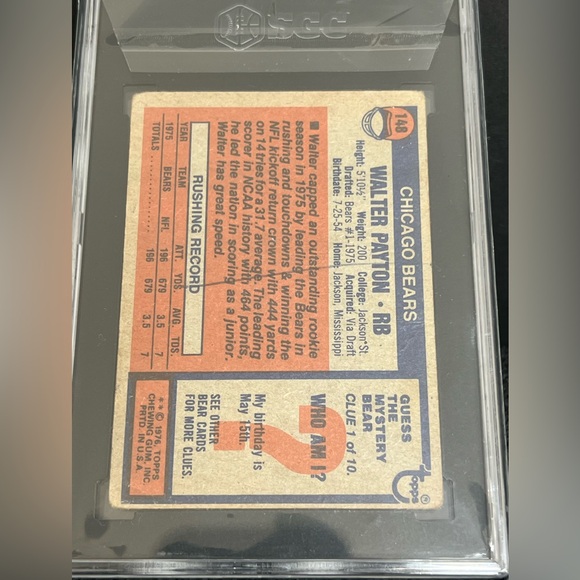 SGC
148
CHICAGO BEARS
WALTER PAYTON • RB
Height: 5'10½" Weight: 200 College: Jackson St.
Drafted: Bears #1-1975 Acquired: Via Draft
Birthdate: 7-25-54 Home: Jackson, Mississippi
■ Walter capped an outstanding rookie
season in 1975 by leading the Bears in
rushing and touchdowns & winning the
NFL kickoff return crown with 444 yards
on 14 tries for a 31.7 average. The leading
scorer in NCAA history with 464 points,
he led the nation in scoring as a junior.
Walter has great speed.
RUSHING RECORD
YEAR TEAM ATT. YDS. AVG. TDS.
1975 BEARS NFL 196 679 3.5 7
TOTALS 196 679 3.5 7
topps
GUESS
THE
MYSTERY
BEAR
CLUE 1 of 10.
?
WHO AM I?
My birthday is
May 15th.
SEE OTHER
BEAR CARDS
FOR MORE CLUES.
** © 1976, TOPPS
CHEWING GUM, INC.
PRTD. IN U.S.A.